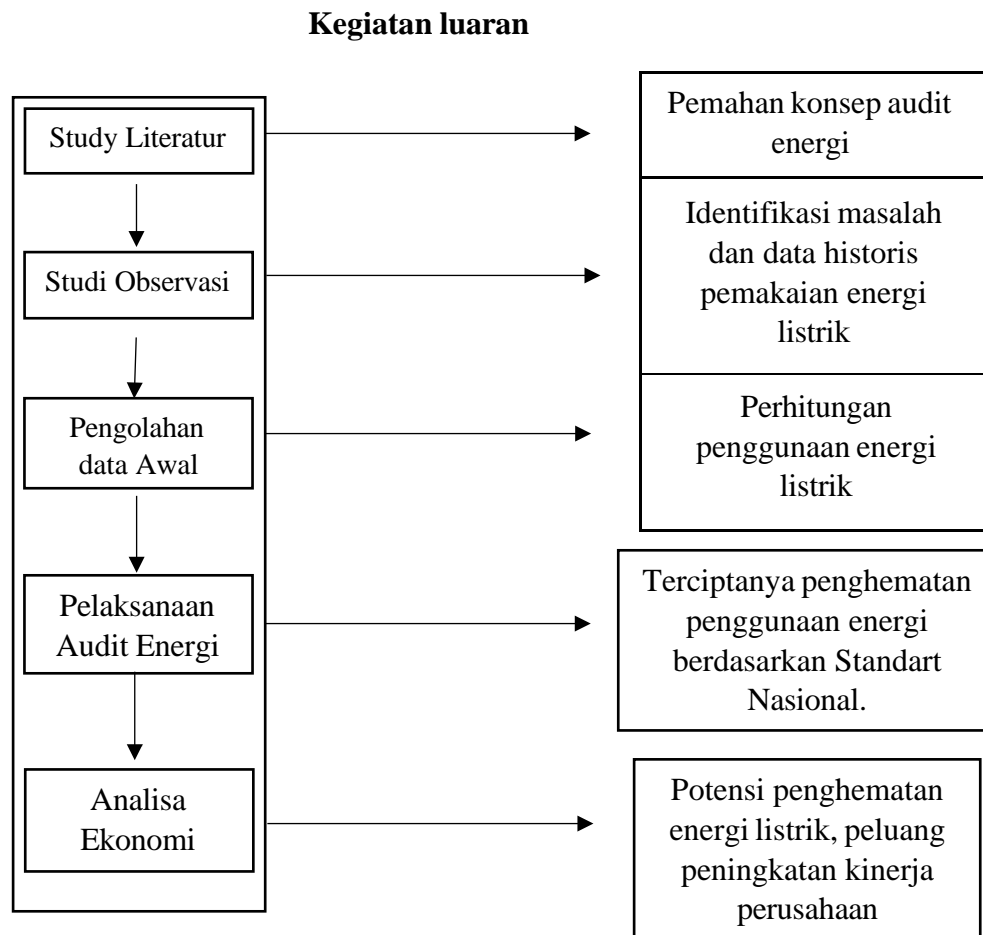 Kegiatan luaran
Study Literatur
Pemahan konsep audit
energi
Studi Observasi
Identifikasi masalah
dan data historis
pemakaian energi
listrik
Pengolahan
data Awal
Perhitungan
penggunaan energi
listrik
Pelaksanaan
Audit Energi
Terciptanya penghematan
penggunaan energi
berdasarkan Standart
Nasional.
Analisa
Ekonomi
Potensi penghematan
energi listrik, peluang
peningkatan kinerja
perusahaan